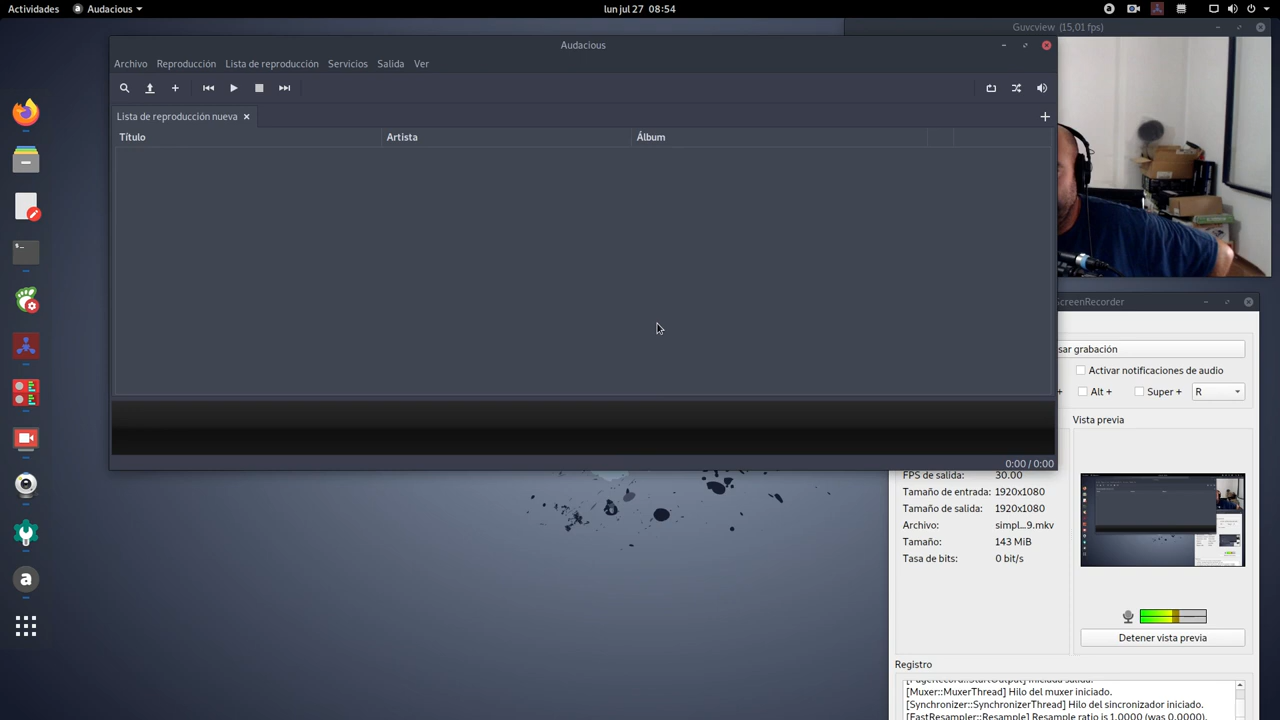 Actividades
Audacious
lun jul 27 08:54
Guvcview (15,01 fps)
Audacious
Archivo
Reproducción
Lista de reproducción
Servicios
Salida
Ver
Lista de reproducción nueva
Título
Artista
Álbum
0:00 / 0:00
ScreenRecorder
sar grabación
Activar notificaciones de audio
Alt +
Super +
R
Vista previa
FPS de salida: 30.00
Tamaño de entrada: 1920x1080
Tamaño de salida: 1920x1080
Archivo: simpl...9.mkv
Tamaño: 143 MiB
Tasa de bits: 0 bit/s
Detener vista previa
Registro
[PageRecord::StartOutput] Iniciada salida.
[Muxer::MuxerThread] Hilo del muxer iniciado.
[Synchronizer::SynchronizerThread] Hilo del sincronizador iniciado.
[FastResampler::Resample] Resample ratio is 1.0000 (was 0.0000).